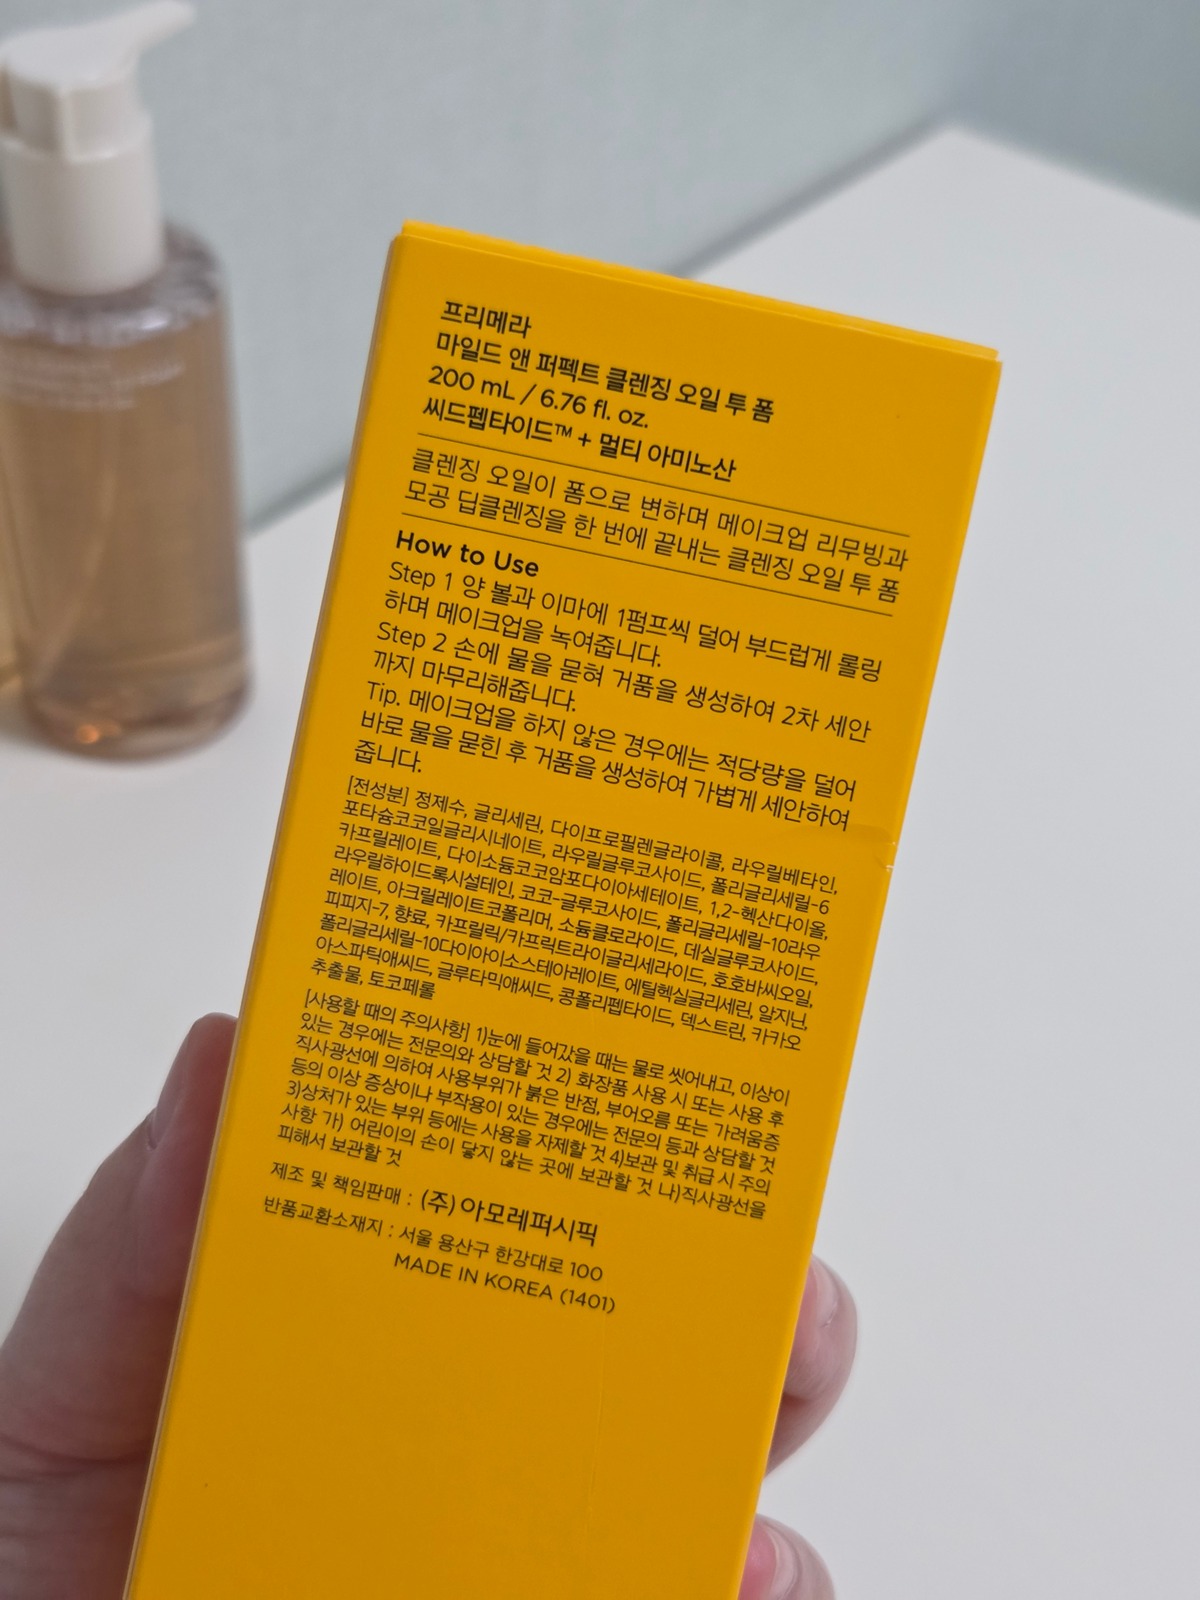 프리메라
마일드 앤 퍼펙트 클렌징 오일 투 폼
200 mL / 6.76 fl. oz.
씨드펩타이드™ + 멀티 아미노산
클렌징 오일이 폼으로 변하며 메이크업 리무빙과
모공 딥클렌징을 한 번에 끝내는 클렌징 오일 투 폼
How to Use
Step 1 양 볼과 이마에 1펌프씩 덜어 부드럽게 롤링
하며 메이크업을 녹여줍니다.
Step 2 손에 물을 묻혀 거품을 생성하여 2차 세안
까지 마무리해줍니다.
Tip. 메이크업을 하지 않은 경우에는 적당량을 덜어
바로 물을 묻힌 후 거품을 생성하여 가볍게 세안하여
줍니다.
[전성분] 정제수, 글리세린, 다이프로필렌글라이콜, 라우릴베타인,
포타슘코코일글리시네이트, 라우릴글루코사이드, 폴리글리세릴-6
카프릴레이트, 다이소듐코코암포다이아세테이트, 1,2-헥산다이올,
라우릴하이드록시설테인, 코코-글루코사이드, 폴리글리세릴-10라우
레이트, 아크릴레이트코폴리머, 소듐클로라이드, 데실글루코사이드,
피피지-7, 향료, 카프릴릭/카프릭트라이글리세라이드, 호호바씨오일,
폴리글리세릴-10다이아이소스테아레이트, 에틸헥실글리세린, 알지닌,
아스파틱애씨드, 글루타믹애씨드, 콩폴리펩타이드, 덱스트린, 카카오
추출물, 토코페롤
[사용할 때의 주의사항] 1)눈에 들어갔을 때는 물로 씻어내고, 이상이
있는 경우에는 전문의와 상담할 것 2) 화장품 사용 시 또는 사용 후
직사광선에 의하여 사용부위가 붉은 반점, 부어오름 또는 가려움증
등의 이상 증상이나 부작용이 있는 경우에는 전문의 등과 상담할 것
3)상처가 있는 부위 등에는 사용을 자제할 것 4)보관 및 취급 시 주의
사항 가) 어린이의 손이 닿지 않는 곳에 보관할 것 나)직사광선을
피해서 보관할 것
제조 및 책임판매 : (주)아모레퍼시픽
반품교환소재지 : 서울 용산구 한강대로 100
MADE IN KOREA (1401)